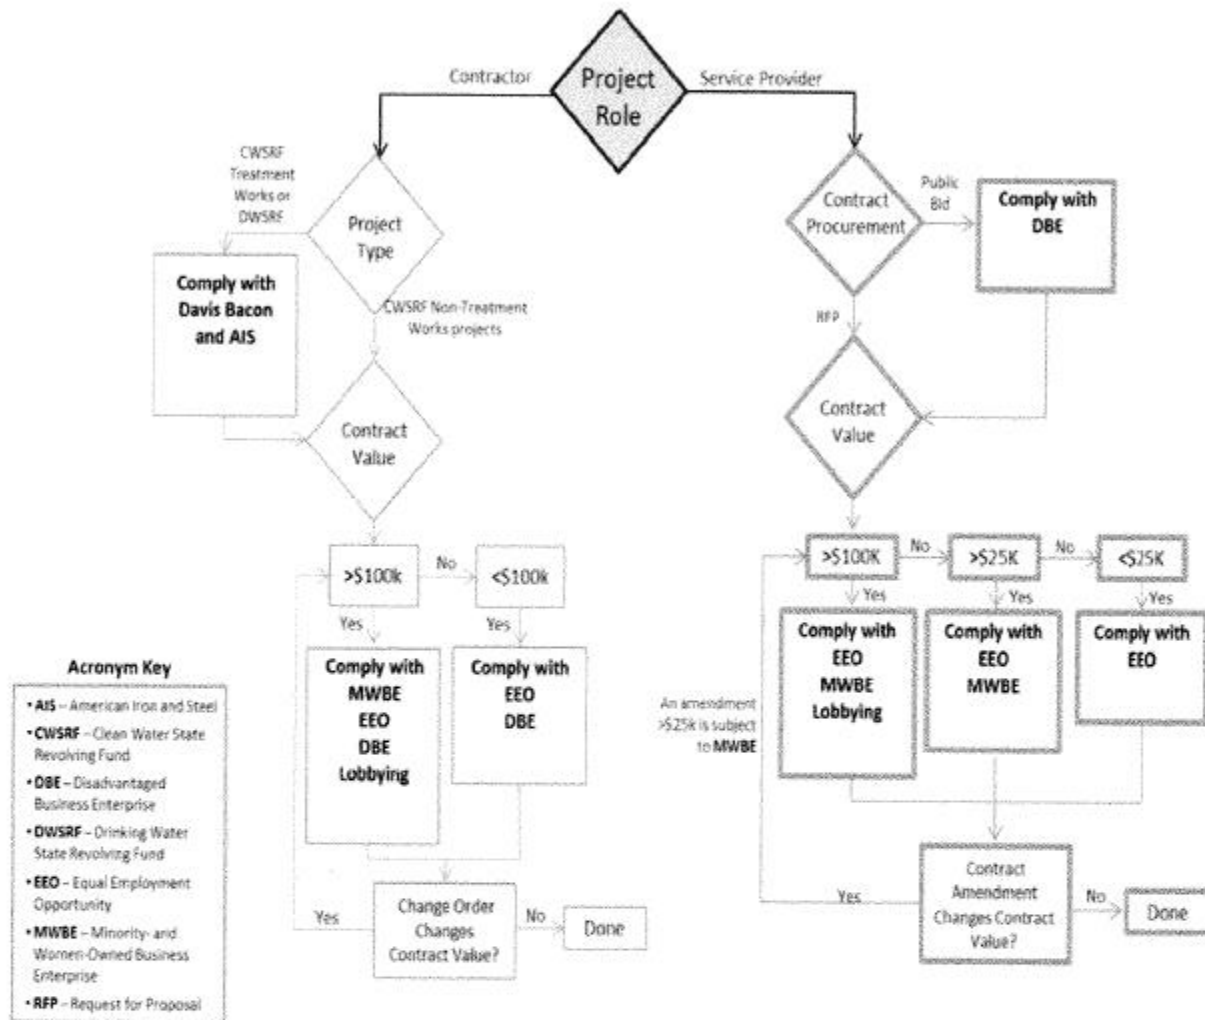 Project
Role
Contractor
Service Provider
CWSRF
Treatment
Works or
DWSRF
Project
Type
Comply with
Davis Bacon
and AIS
CWSRF Non-Treatment
Works projects
Contract
Value
>$100k
No
<$100k
Yes
Yes
Comply with
MWBE
EEO
DBE
Lobbying
Comply with
EEO
DBE
Change Order
Changes
Contract Value?
Yes
No
Done
Contract
Procurement
Public
Bid
Comply with
DBE
RFP
Contract
Value
>$100K
No
>$25K
No
<$25K
Yes
Yes
Yes
Comply with
EEO
MWBE
Lobbying
Comply with
EEO
MWBE
Comply with
EEO
An amendment
>$25k is subject
to MWBE
Contract
Amendment
Changes Contract
Value?
Yes
No
Done
Acronym Key
• AIS – American Iron and Steel
• CWSRF – Clean Water State
Revolving Fund
• DBE – Disadvantaged
Business Enterprise
• DWSRF – Drinking Water
State Revolving Fund
• EEO – Equal Employment
Opportunity
• MWBE – Minority- and
Women-Owned Business
Enterprise
• RFP – Request for Proposal